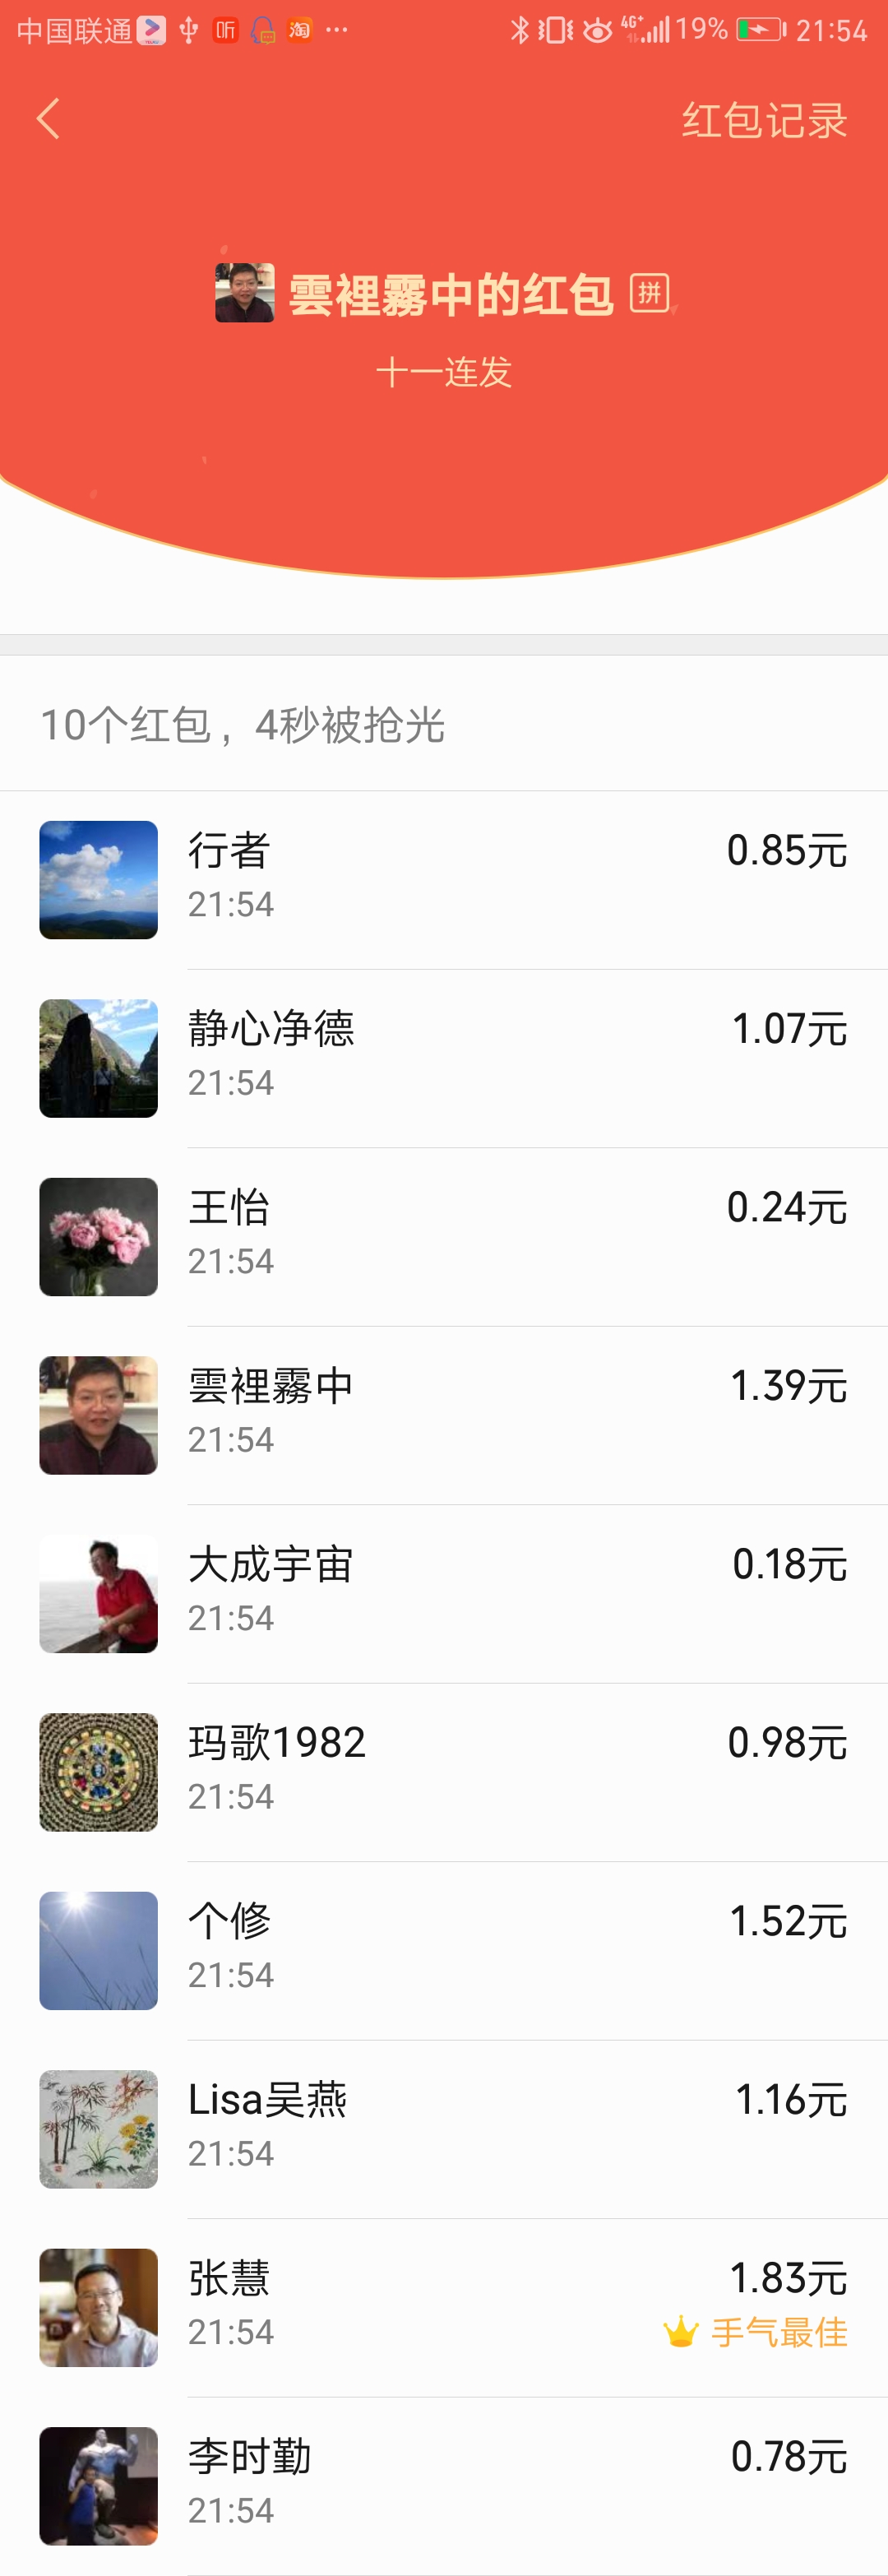 中国联通 听 淘 ... 4G+ 19% 21:54
红包记录
雲裡霧中的红包 拼
十一连发
10个红包，4秒被抢光
行者 0.85元
21:54
静心净德 1.07元
21:54
王怡 0.24元
21:54
雲裡霧中 1.39元
21:54
大成宇宙 0.18元
21:54
玛歌1982 0.98元
21:54
个修 1.52元
21:54
Lisa吴燕 1.16元
21:54
张慧 1.83元
21:54 手气最佳
李时勤 0.78元
21:54